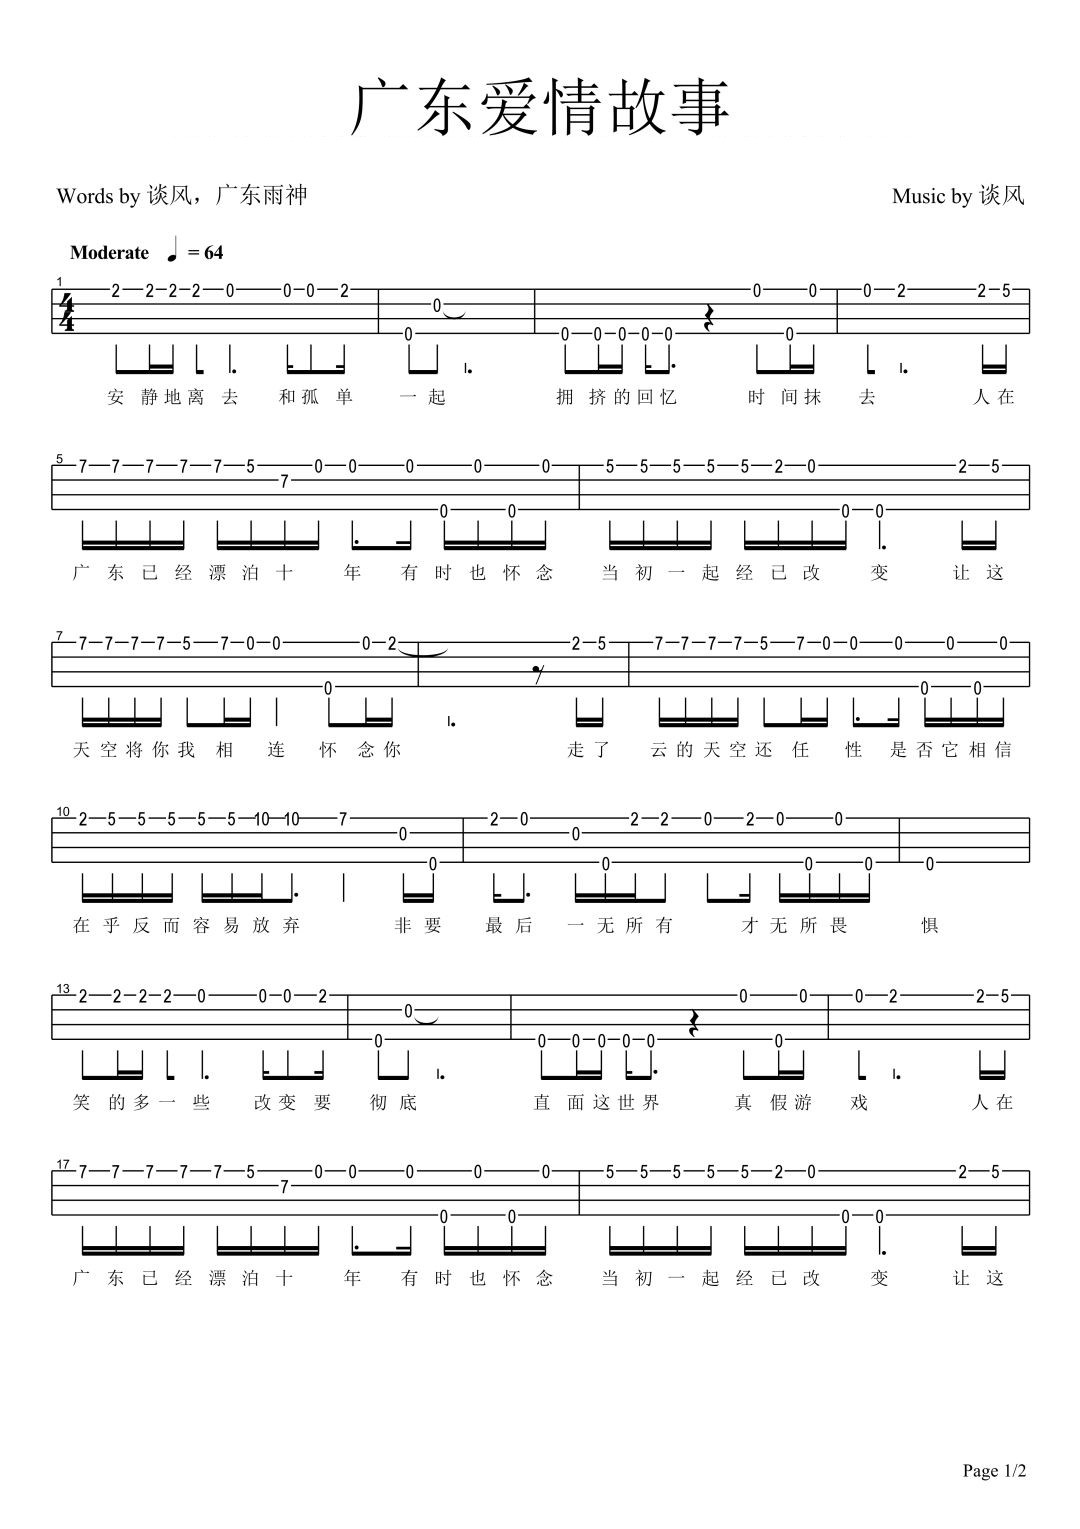 广东爱情故事
Words by 谈风，广东雨神
Music by 谈风
Moderate = 64
1
4
4
2 2 2 2 0 0 0 2 0 0 0 0 0 0 0 0 0 0 0 2 2 5
安静地离去 和孤单 一起 拥挤的回忆 时间抹去 人在
5
7 7 7 7 7 5 7 0 0 0 0 0 0 0 5 5 5 5 5 2 0 0 0 2 5
广东已经漂泊十 年 有时也怀念 当初一起经已改 变 让这
7
7 7 7 7 5 7 0 0 0 0 2 2 5 7 7 7 7 5 7 0 0 0 0 0 0 0
天空将你我相连 怀念你 走了 云的天空还任性 是否它相信
10
2 5 5 5 5 5 10 10 7 0 0 2 0 0 0 2 2 0 2 0 0 0 0 0
在乎反而容易放弃 非要 最后 一无所有 才无所畏 惧
13
2 2 2 2 0 0 0 2 0 0 0 0 0 0 0 0 0 0 0 2 2 5
笑的多一些 改变要 彻底 直面这世界 真假游戏 人在
17
7 7 7 7 7 5 7 0 0 0 0 0 0 0 5 5 5 5 5 2 0 0 0 2 5
广东已经漂泊十 年 有时也怀念 当初一起经已改 变 让这
Page 1/2